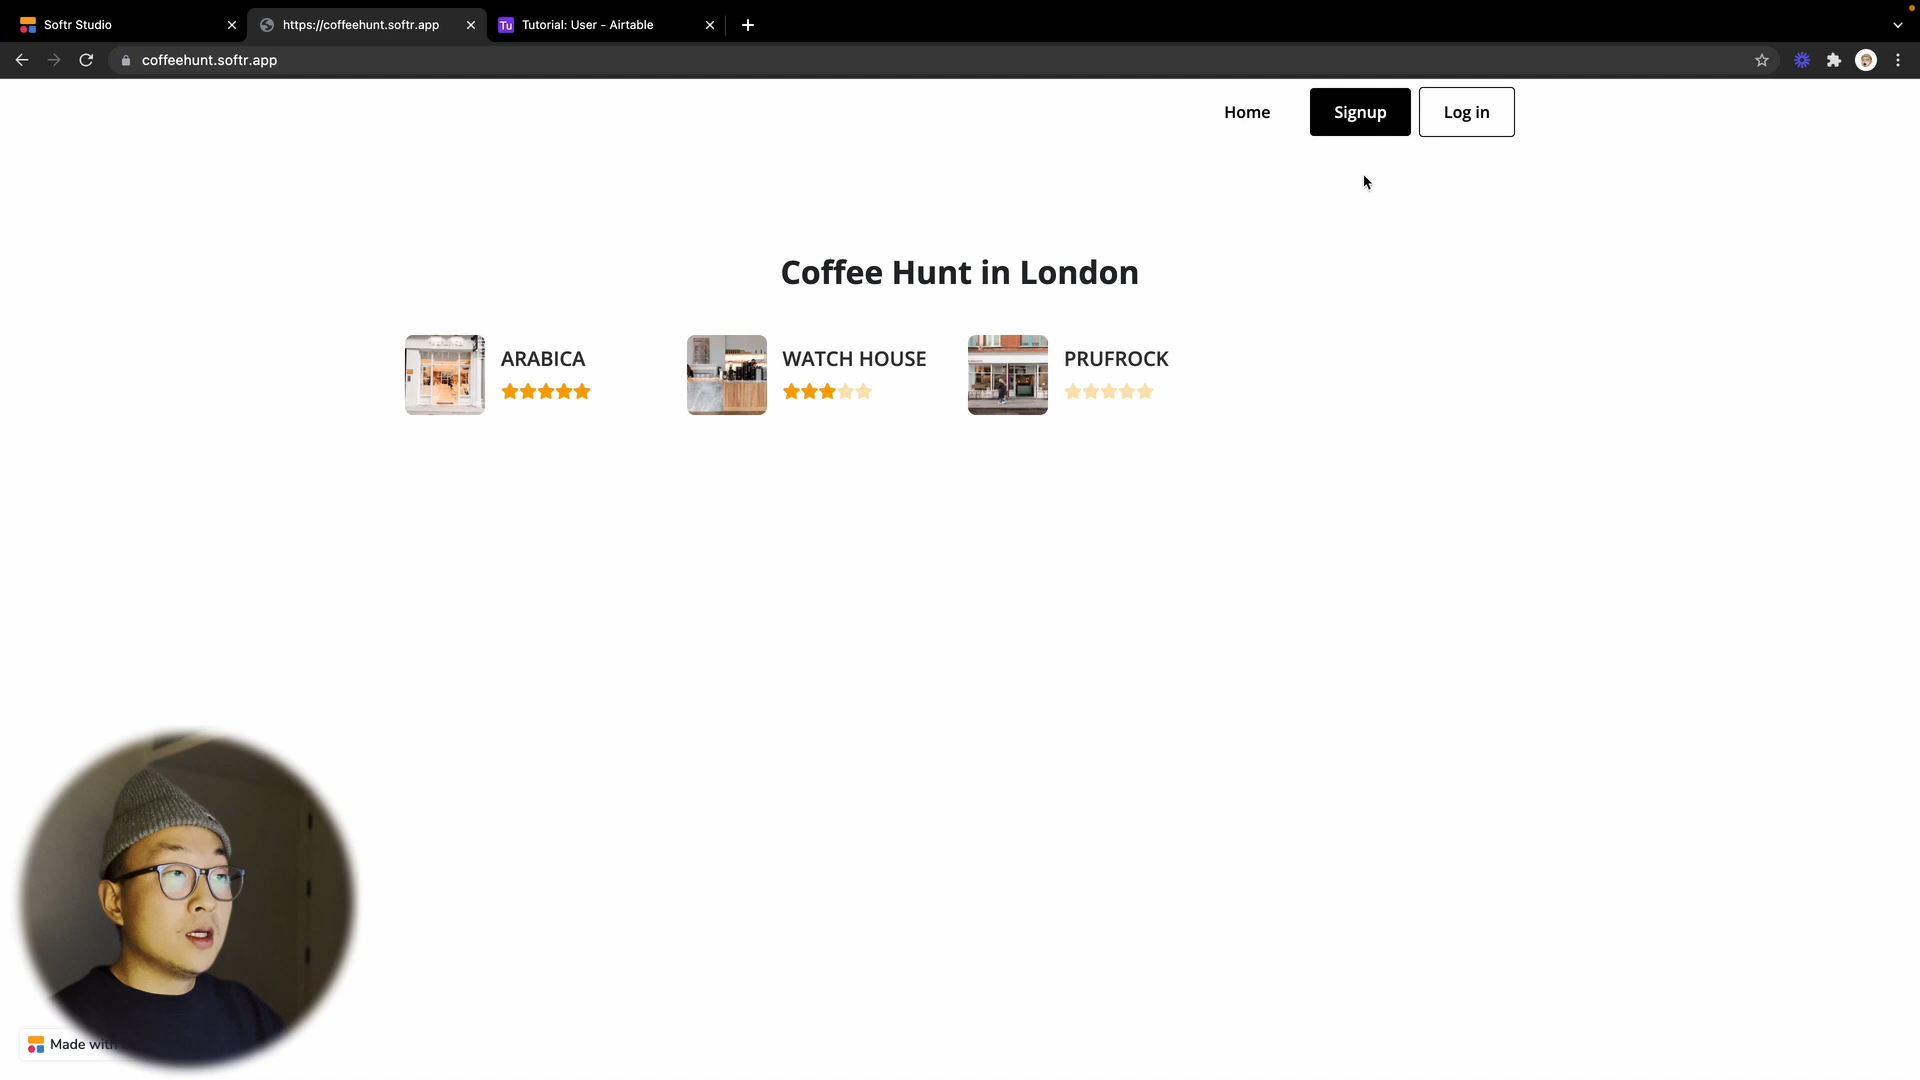 Softr Studio
https://coffeehunt.softr.app
Tu
Tutorial: User - Airtable
coffeehunt.softr.app
Home
Signup
Log in
Coffee Hunt in London
ARABICA
WATCH HOUSE
PRUFROCK
Made with